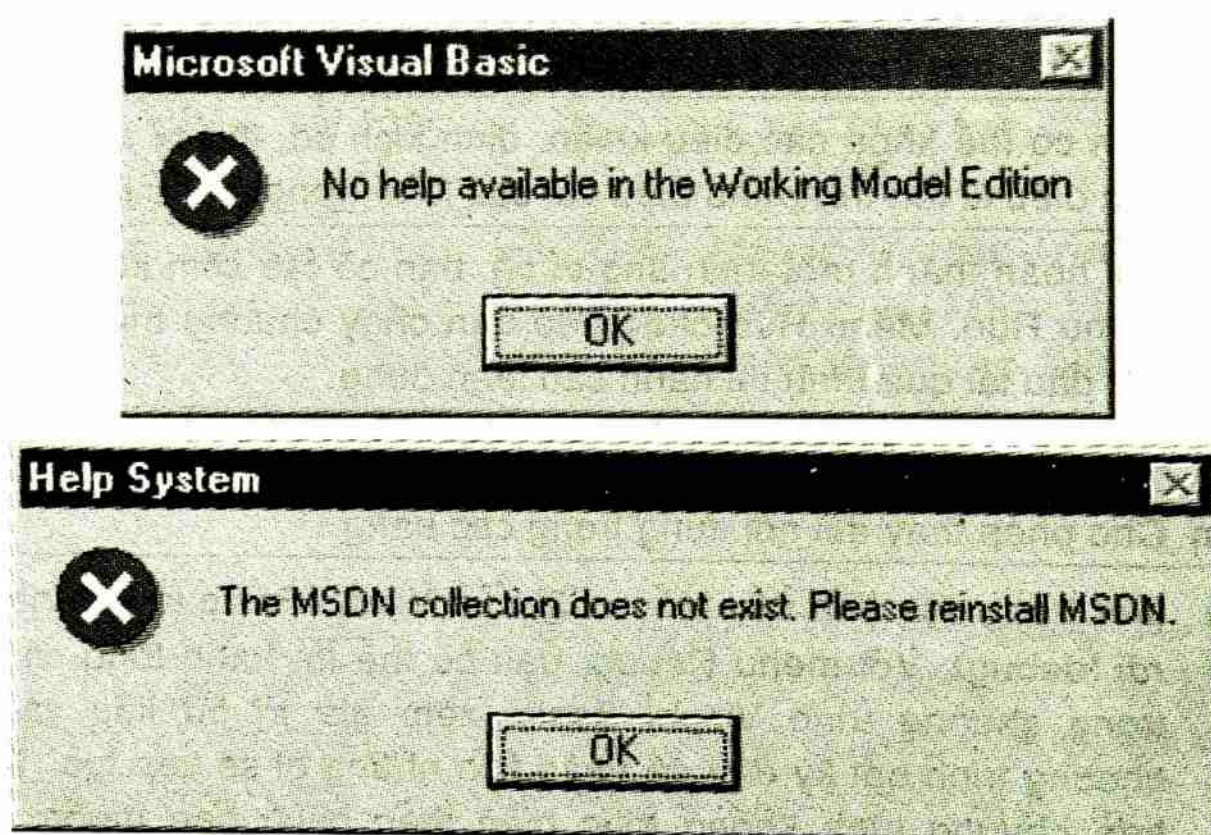 Microsoft Visual Basic
No help available in the Working Model Edition
OK
Help System
The MSDN collection does not exist. Please reinstall MSDN.
OK